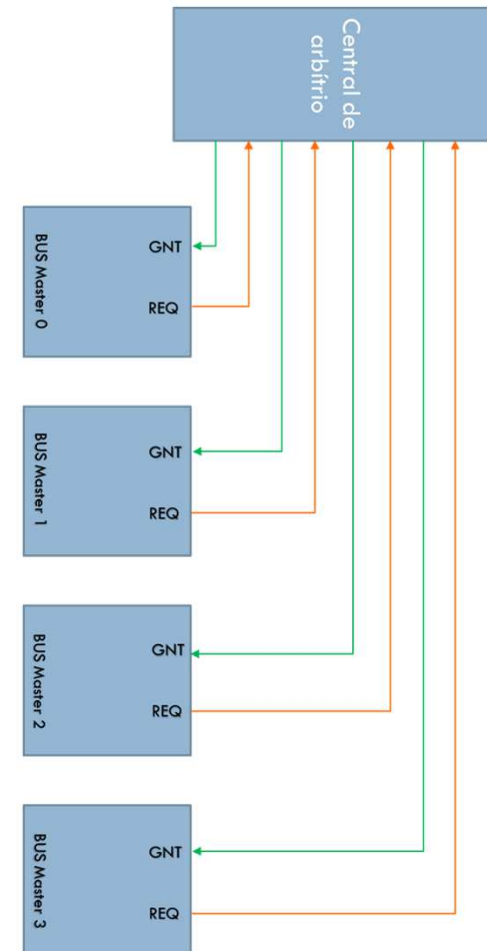 Central de
arbítrio
GNT
REQ
BUS Master 0
GNT
REQ
BUS Master 1
GNT
REQ
BUS Master 2
GNT
REQ
BUS Master 3